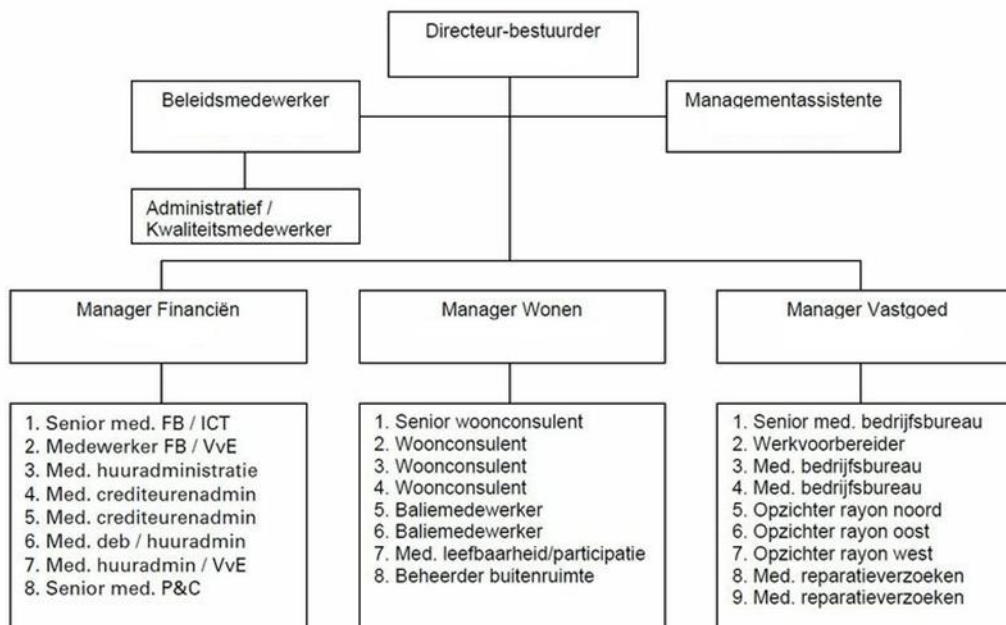 Directeur-bestuurder
Beleidsmedewerker
Managementassistente
Administratief /
Kwaliteitsmedewerker
Manager Financiën
Manager Wonen
Manager Vastgoed
1. Senior med. FB / ICT
2. Medewerker FB / VvE
3. Med. huuradministratie
4. Med. crediteurenadmin
5. Med. crediteurenadmin
6. Med. deb / huuradmin
7. Med. huuradmin / VvE
8. Senior med. P&C
1. Senior woonconsulent
2. Woonconsulent
3. Woonconsulent
4. Woonconsulent
5. Baliemedewerker
6. Baliemedewerker
7. Med. leefbaarheid/participatie
8. Beheerder buitenruimte
1. Senior med. bedrijfsbureau
2. Werkvoorbereider
3. Med. bedrijfsbureau
4. Med. bedrijfsbureau
5. Opzichter rayon noord
6. Opzichter rayon oost
7. Opzichter rayon west
8. Med. reparatieverzoeken
9. Med. reparatieverzoeken